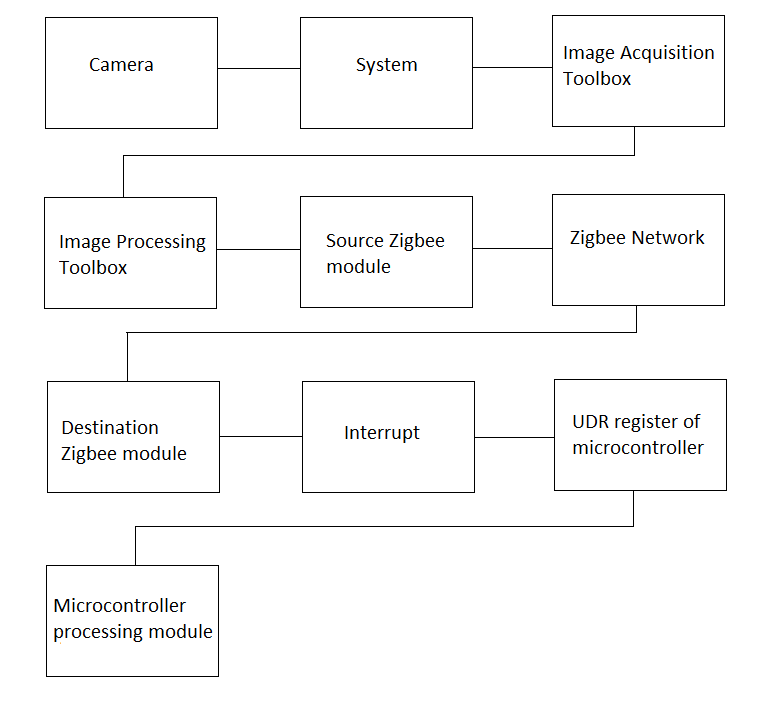 Camera
System
Image Acquisition
Toolbox
Image Processing
Toolbox
Source Zigbee
module
Zigbee Network
Destination
Zigbee module
Interrupt
UDR register of
microcontroller
Microcontroller
processing module